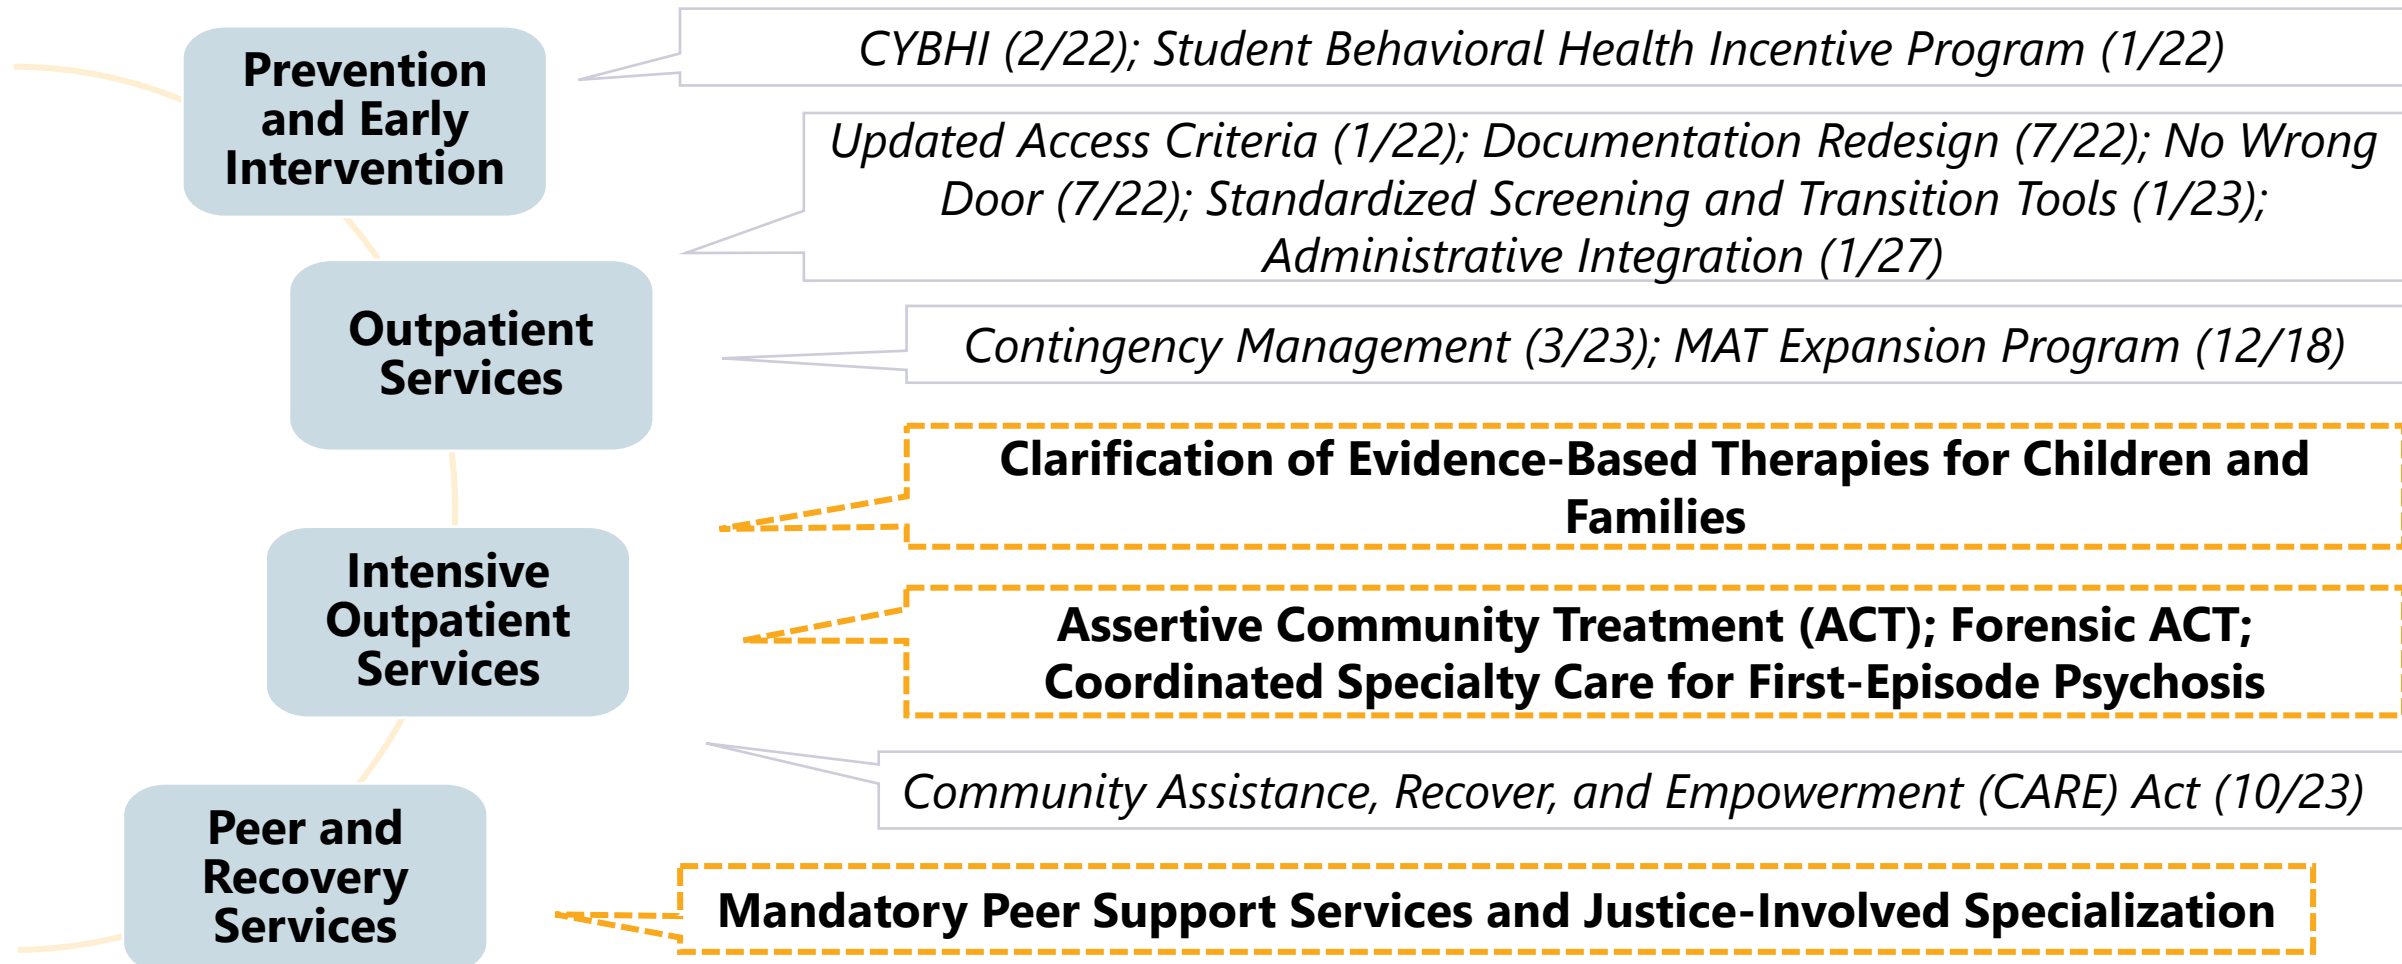 Prevention
and Early
Intervention
CYBHI (2/22); Student Behavioral Health Incentive Program (1/22)
Updated Access Criteria (1/22); Documentation Redesign (7/22); No Wrong
Door (7/22); Standardized Screening and Transition Tools (1/23);
Administrative Integration (1/27)
Outpatient
Services
Contingency Management (3/23); MAT Expansion Program (12/18)
Clarification of Evidence-Based Therapies for Children and
Families
Intensive
Outpatient
Services
Assertive Community Treatment (ACT); Forensic ACT;
Coordinated Specialty Care for First-Episode Psychosis
Community Assistance, Recover, and Empowerment (CARE) Act (10/23)
Peer and
Recovery
Services
Mandatory Peer Support Services and Justice-Involved Specialization